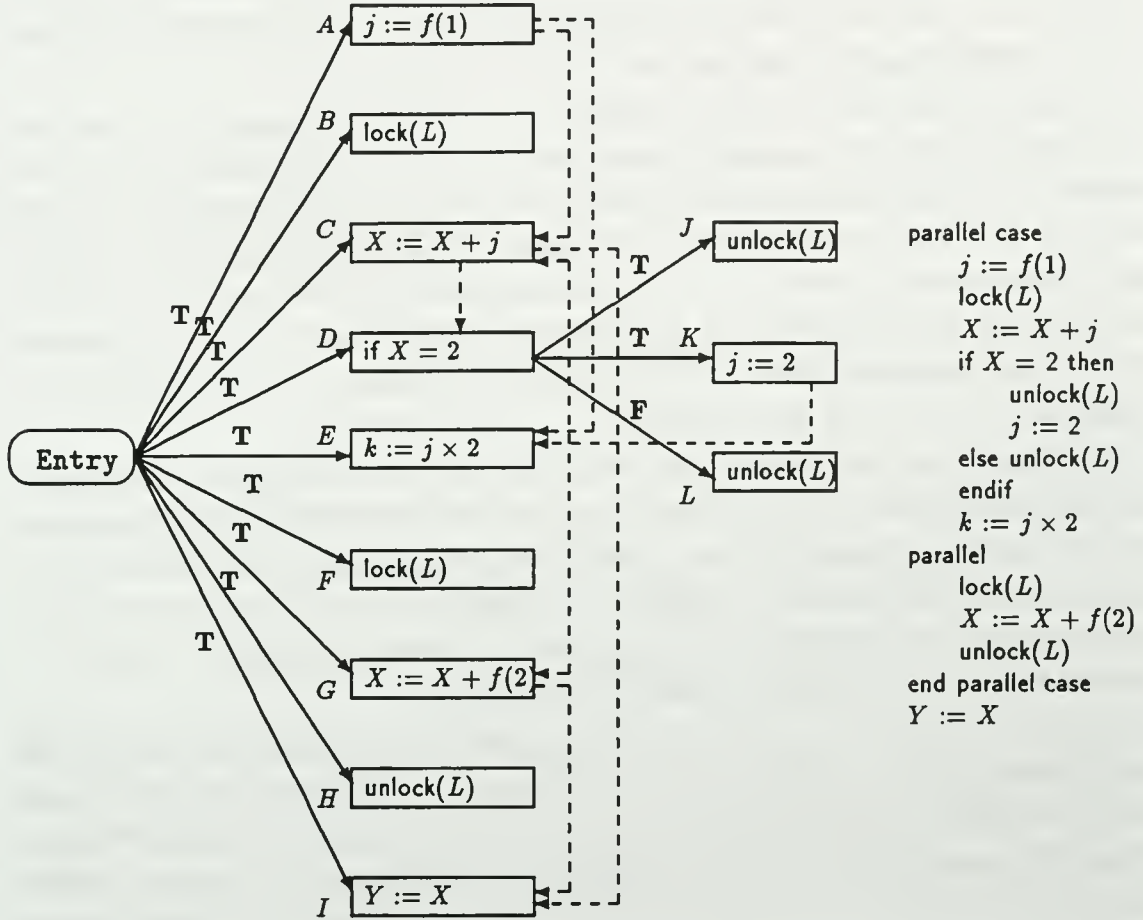 A
j := f(1)
B
lock(L)
C
X := X + j
J
unlock(L)
T
T
T
T
D
if X = 2
T
T
K
j := 2
F
Entry
T
E
k := j × 2
unlock(L)
L
T
T
F
lock(L)
T
T
G
X := X + f(2)
H
unlock(L)
I
Y := X
parallel case
j := f(1)
lock(L)
X := X + j
if X = 2 then
unlock(L)
j := 2
else unlock(L)
endif
k := j × 2
parallel
lock(L)
X := X + f(2)
unlock(L)
end parallel case
Y := X